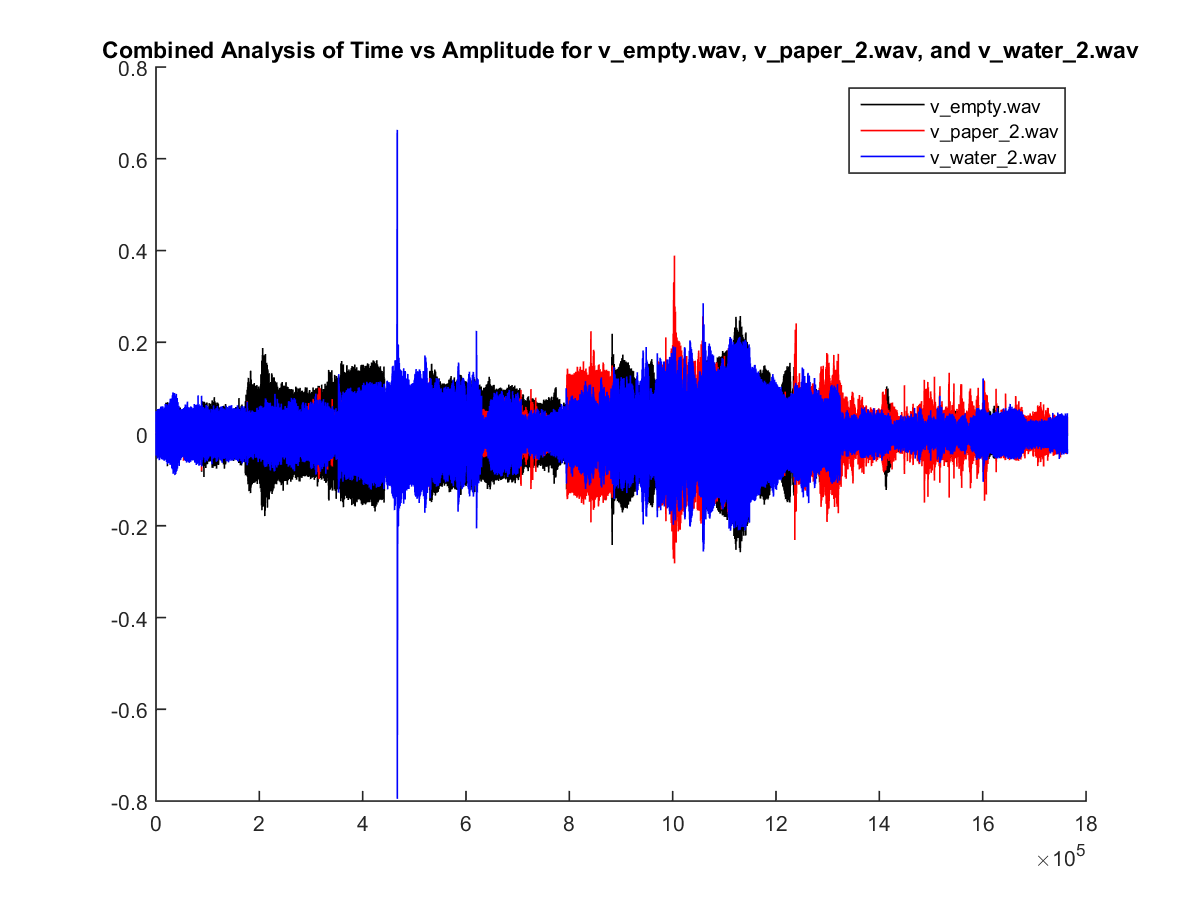 Combined Analysis of Time vs Amplitude for v_empty.wav, v_paper_2.wav, and v_water_2.wav
0.8
v_empty.wav
v_paper_2.wav
v_water_2.wav
0.6
0.4
0.2
0
-0.2
-0.4
-0.6
-0.8
0 2 4 6 8 10 12 14 16 18
×10⁵